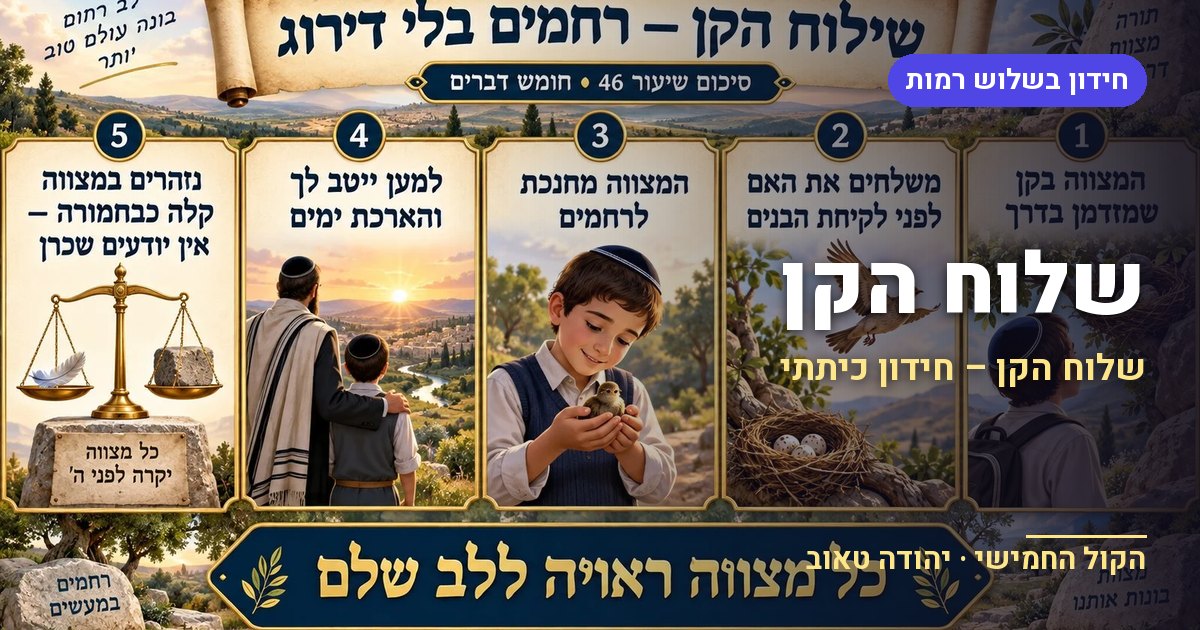 לב רחום
בונה עולם טוב
יותר
שילוח הקן – רחמים בלי דירוג
סיכום שיעור 46 • חומש דברים
תורה
מצוות
חידון בשלוש רמות
1
המצווה בקן
שמזדמן בדרך
2
משלחים את האם
לפני לקיחת הבנים
3
המצווה מחנכת
לרחמים
4
למען ייטב לך
והארכת ימים
5
נזהרים במצווה
קלה כבחמורה –
אין יודעים שכרן
כל מצווה
יקרה לפני ה'
שלוח הקן
שלוח הקן – חידון כיתתי
הקול החמישי · יהודה טאוב
כל מצווה ראויה ללב שלם
רחמים
במעשים
מצוות
בונות אותנו